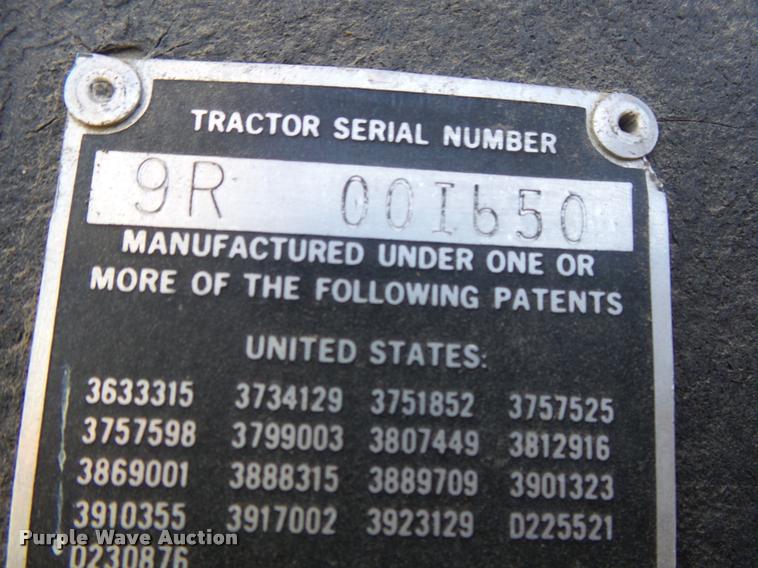 TRACTOR SERIAL NUMBER
9R 001650
MANUFACTURED UNDER ONE OR
MORE OF THE FOLLOWING PATENTS
UNITED STATES:
3633315 3734129 3751852 3757525
3757598 3799003 3807449 3812916
3869001 3888315 3889709 3901323
3910355 3917002 3923129 D225521
D230876
Purple Wave Auction